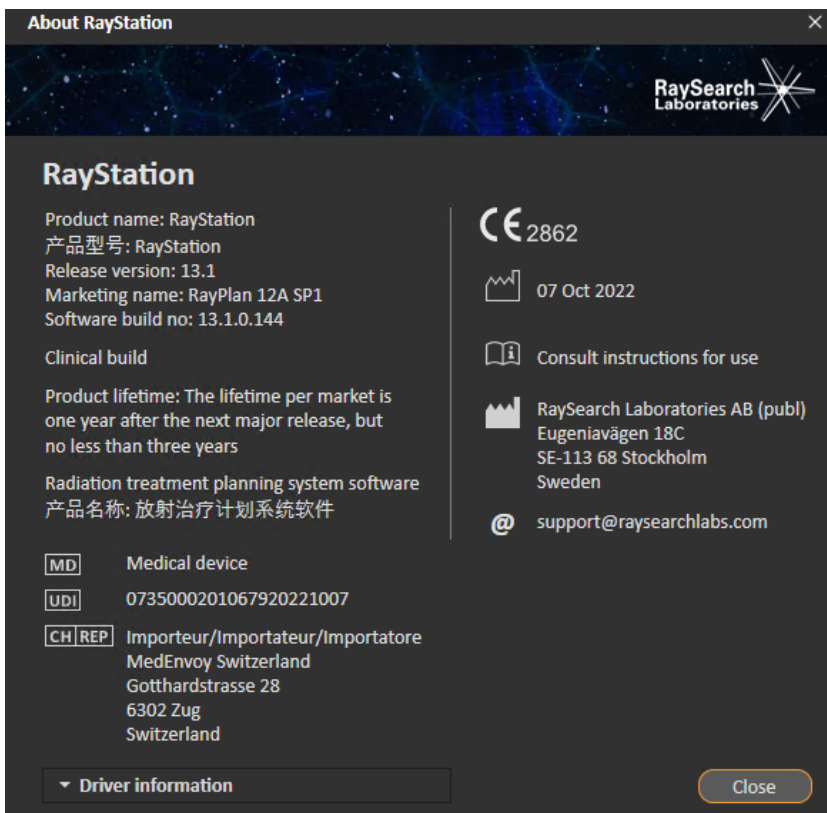 About RayStation
RaySearch
Laboratories
RayStation
Product name: RayStation
产品型号: RayStation
Release version: 13.1
Marketing name: RayPlan 12A SP1
Software build no: 13.1.0.144
Clinical build
Product lifetime: The lifetime per market is
one year after the next major release, but
no less than three years
Radiation treatment planning system software
产品名称: 放射治疗计划系统软件
MD Medical device
UDI 0735000201067920221007
CH REP Importeur/Importateur/Importatore
MedEnvoy Switzerland
Gotthardstrasse 28
6302 Zug
Switzerland
CE 2862
07 Oct 2022
Consult instructions for use
RaySearch Laboratories AB (publ)
Eugeniavägen 18C
SE-113 68 Stockholm
Sweden
@ support@raysearchlabs.com
Driver information
Close